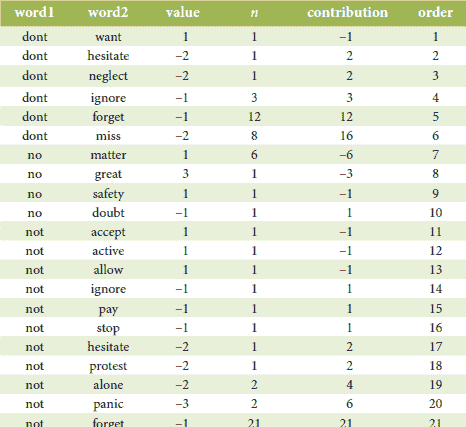 word1 word2 value n contribution order
dont want 1 1 −1 1
dont hesitate −2 1 2 2
dont neglect −2 1 2 3
dont ignore −1 3 3 4
dont forget −1 12 12 5
dont miss −2 8 16 6
no matter 1 6 −6 7
no great 3 1 −3 8
no safety 1 1 −1 9
no doubt −1 1 1 10
not accept 1 1 −1 11
not active 1 1 −1 12
not allow 1 1 −1 13
not ignore −1 1 1 14
not pay −1 1 1 15
not stop −1 1 1 16
not hesitate −2 1 2 17
not protest −2 1 2 18
not alone −2 2 4 19
not panic −3 2 6 20
not forget −1 21 21 21